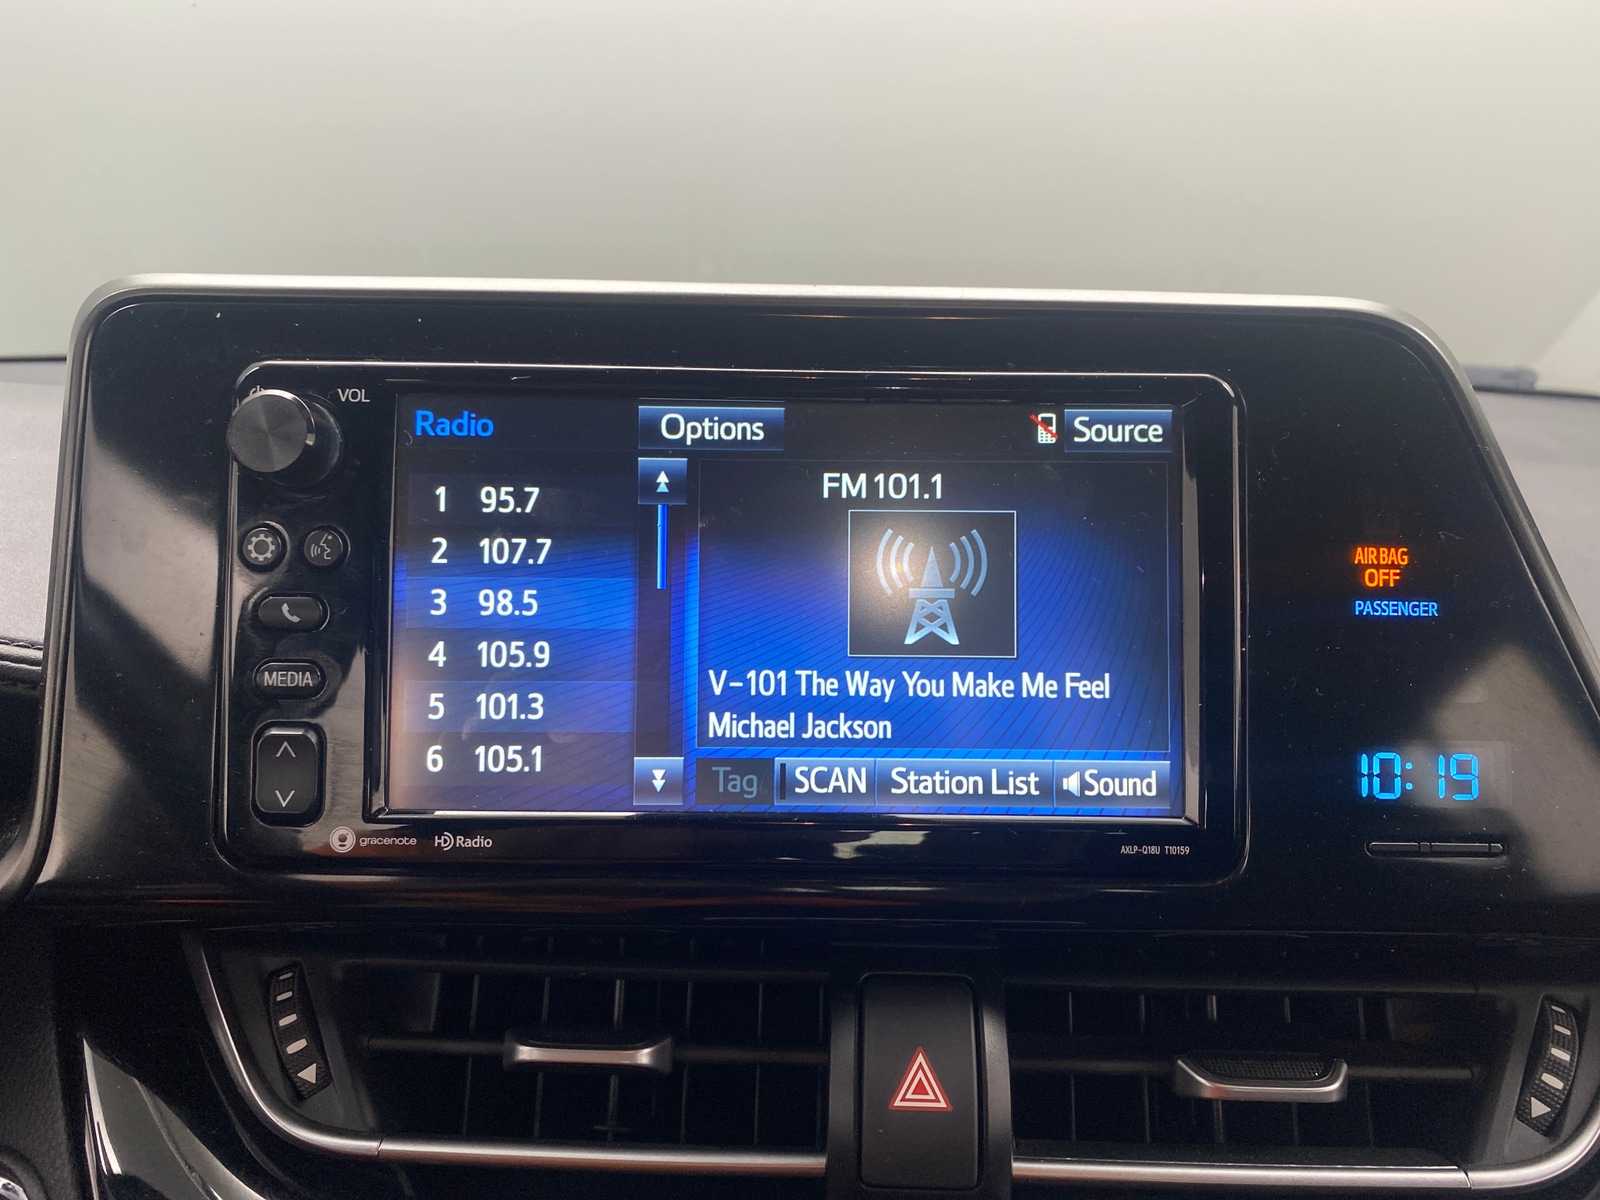 VOL
Radio
Options
Source
1 95.7
2 107.7
3 98.5
4 105.9
5 101.3
6 105.1
FM 101.1
V-101 The Way You Make Me Feel
Michael Jackson
Tag
SCAN
Station List
Sound
MEDIA
gracenote
HD Radio
AXLP-Q18U T10159
AIR BAG
OFF
PASSENGER
10:19